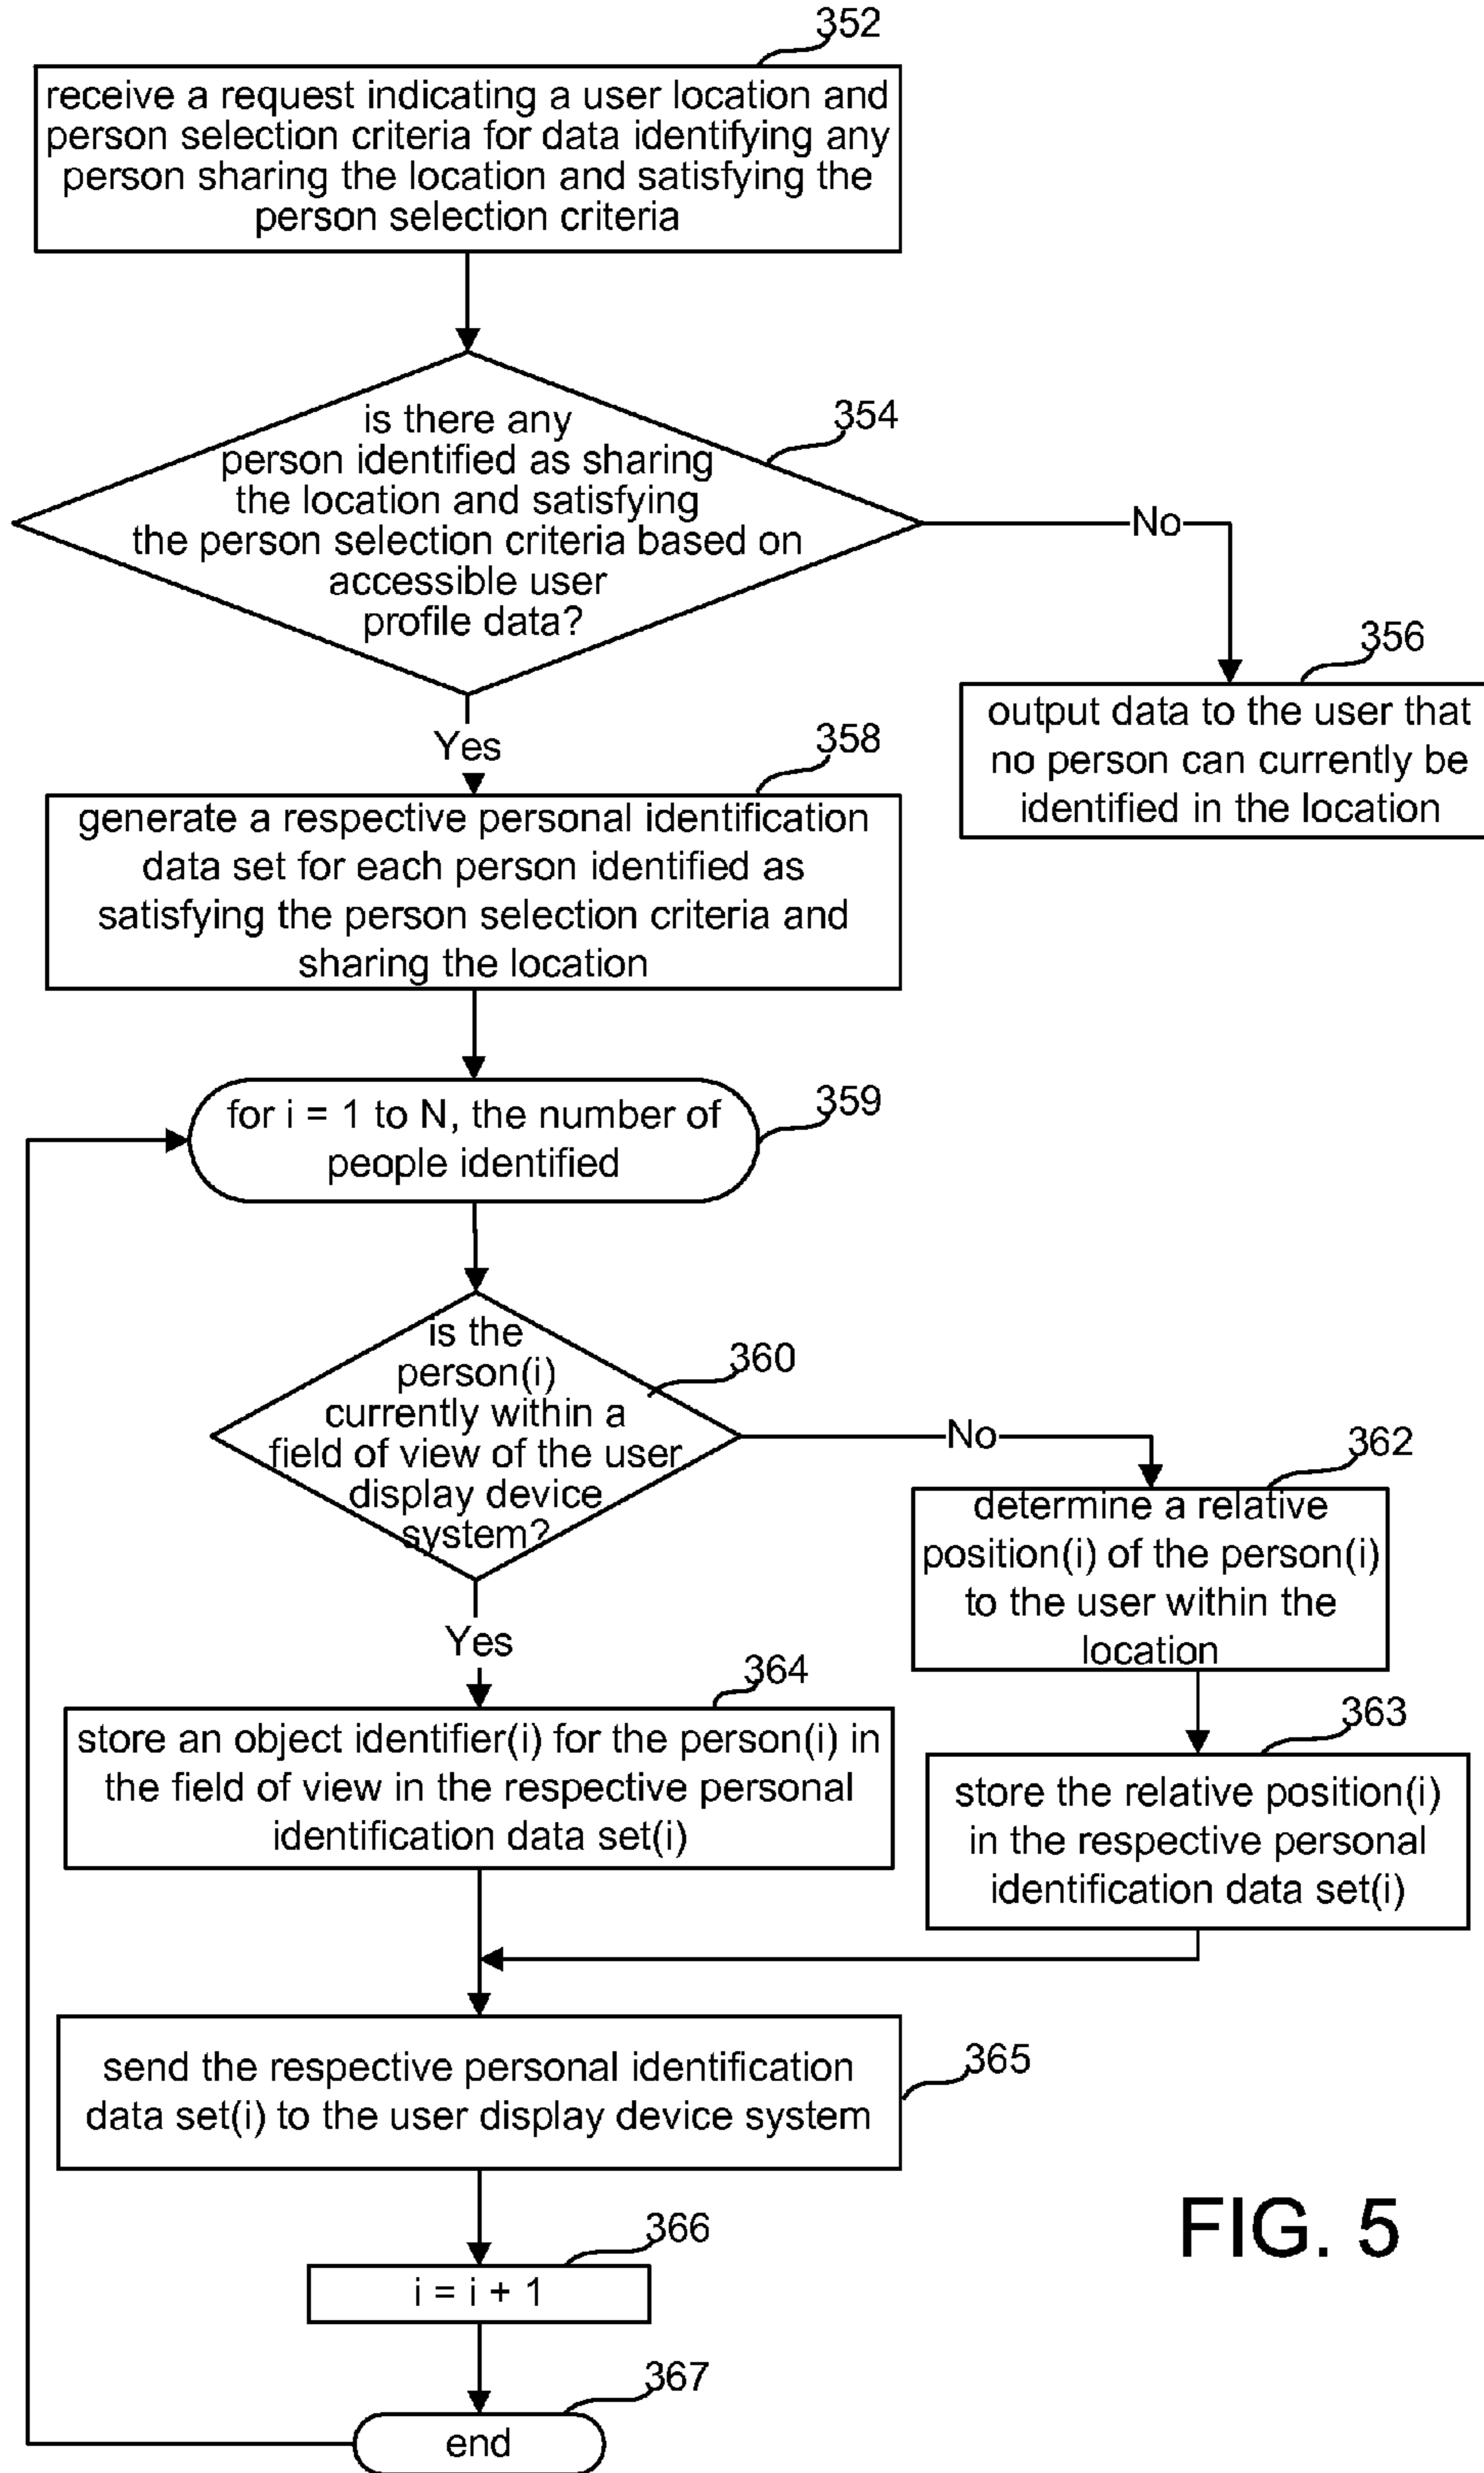 352
receive a request indicating a user location and
person selection criteria for data identifying any
person sharing the location and satisfying the
person selection criteria
354
is there any
person identified as sharing
the location and satisfying
the person selection criteria based on
accessible user
profile data?
No
356
output data to the user that
no person can currently be
identified in the location
Yes
358
generate a respective personal identification
data set for each person identified as
satisfying the person selection criteria and
sharing the location
359
for i = 1 to N, the number of
people identified
360
is the
person(i)
currently within a
field of view of the user
display device
system?
No
362
determine a relative
position(i) of the person(i)
to the user within the
location
Yes
364
store an object identifier(i) for the person(i) in
the field of view in the respective personal
identification data set(i)
363
store the relative position(i)
in the respective personal
identification data set(i)
365
send the respective personal identification
data set(i) to the user display device system
366
i = i + 1
367
end
FIG. 5